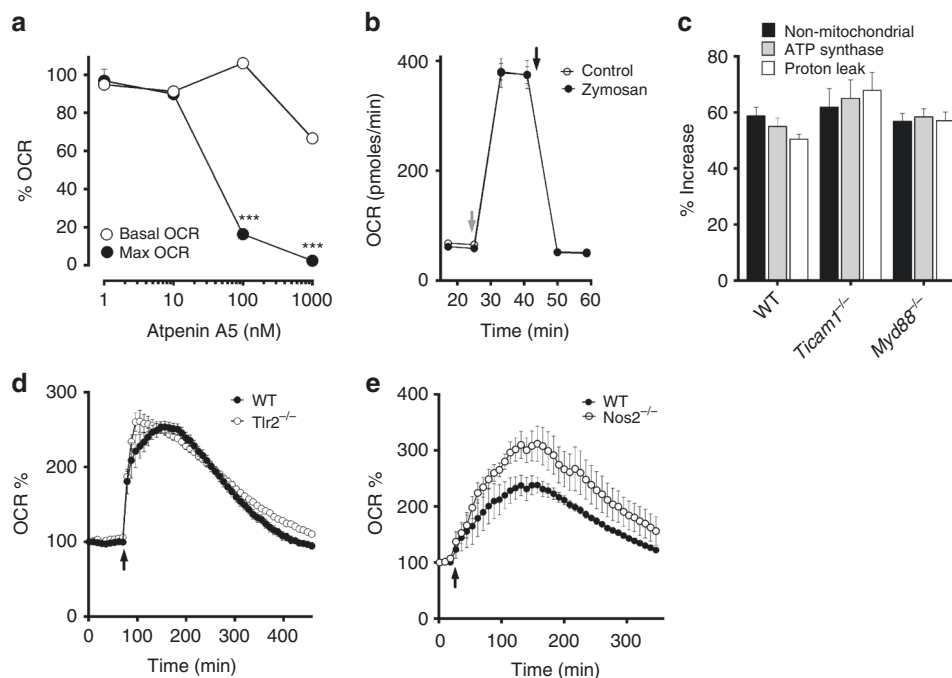 a
100
80
60
40
20
0
% OCR
Basal OCR
Max OCR
***
***
1
10
100
1000
Atpenin A5 (nM)
b
400
200
0
OCR (pmoles/min)
Control
Zymosan
20
30
40
50
60
Time (min)
c
80
60
40
20
0
% Increase
Non-mitochondrial
ATP synthase
Proton leak
WT
Ticam1–/–
Myd88–/–
d
300
200
100
0
OCR %
WT
Tlr2–/–
0
100
200
300
400
Time (min)
e
400
300
200
100
0
OCR %
WT
Nos2–/–
0
100
200
300
Time (min)